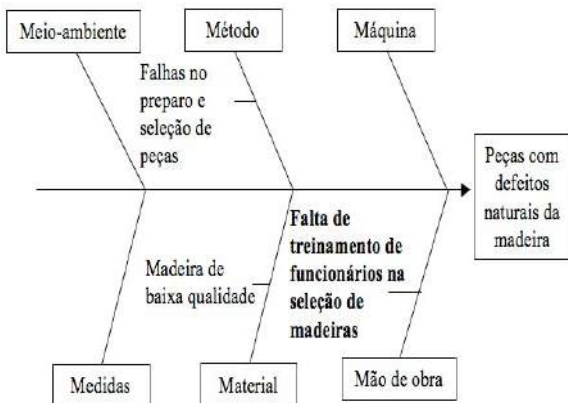 Meio-ambiente
Método
Máquina
Falhas no
preparo e
seleção de
peças
Peças com
defeitos
naturais da
madeira
Falta de
treinamento de
funcionários na
seleção de
madeiras
Madeira de
baixa qualidade
Medidas
Material
Mão de obra